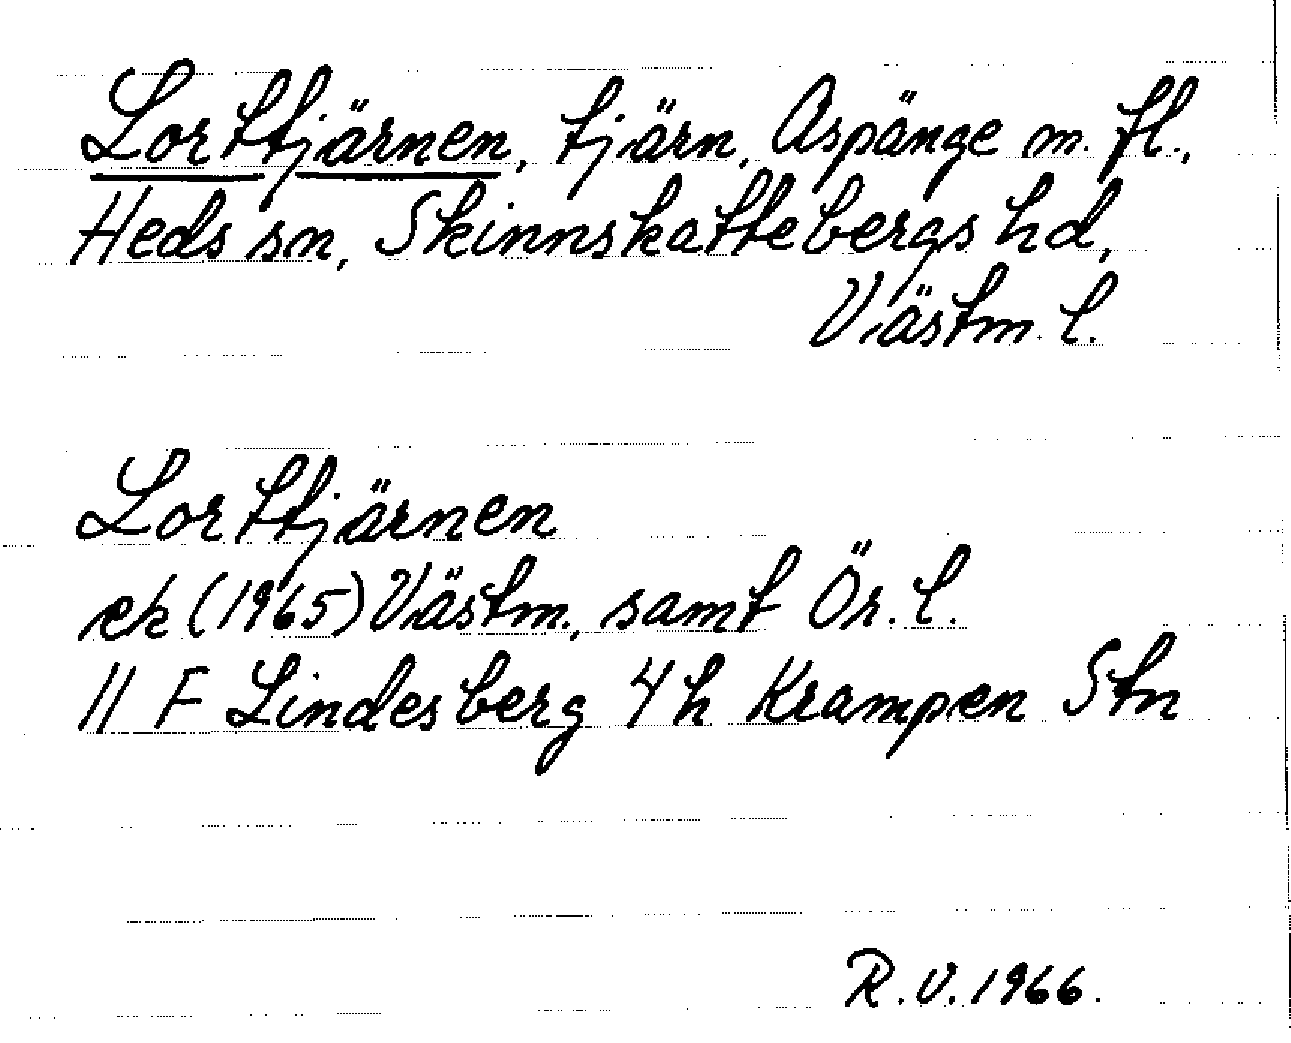 Lorttjärnen, tjärn, Aspänge m. fl.,
Heds sn, Skinnskattebergs hd,
Västm. l.
Lorttjärnen
ek (1965) Västm., samt Ör. l.
11 F Lindesberg 4h Krampen Stn
R.V. 1966.